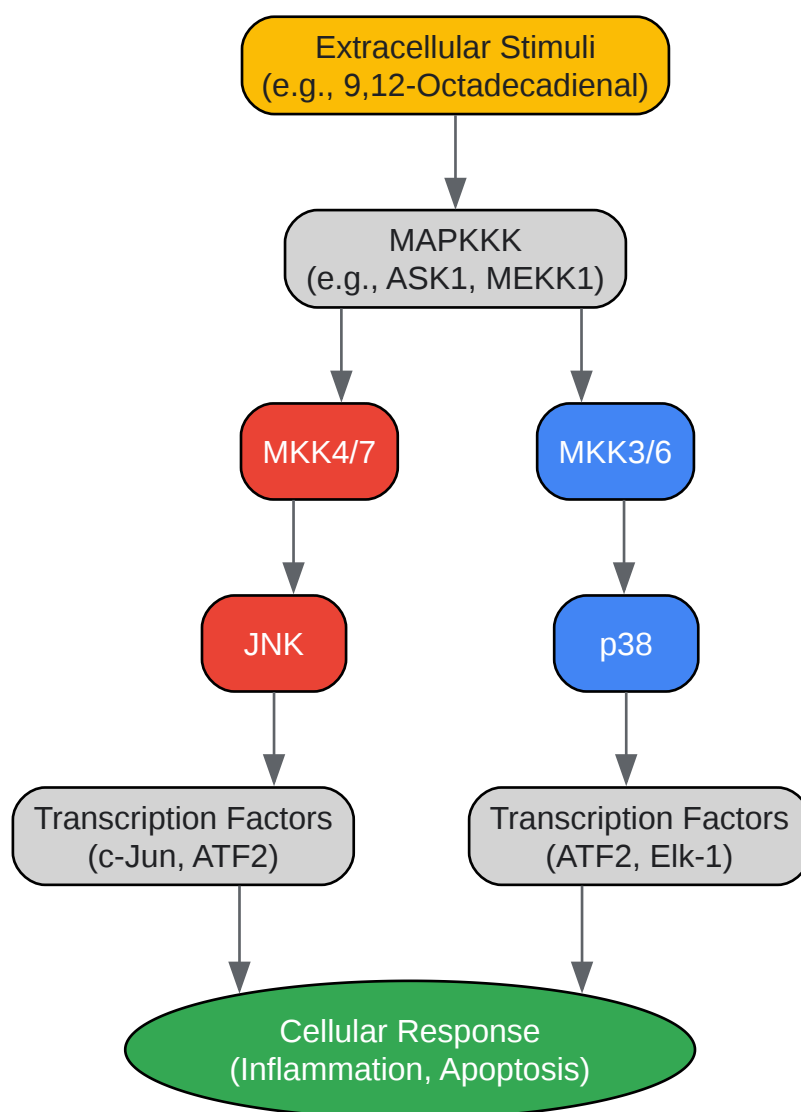 Extracellular Stimuli
(e.g., 9,12-Octadecadienal)
MAPKKK
(e.g., ASK1, MEKK1)
MKK4/7
MKK3/6
JNK
p38
Transcription Factors
(c-Jun, ATF2)
Transcription Factors
(ATF2, Elk-1)
Cellular Response
(Inflammation, Apoptosis)